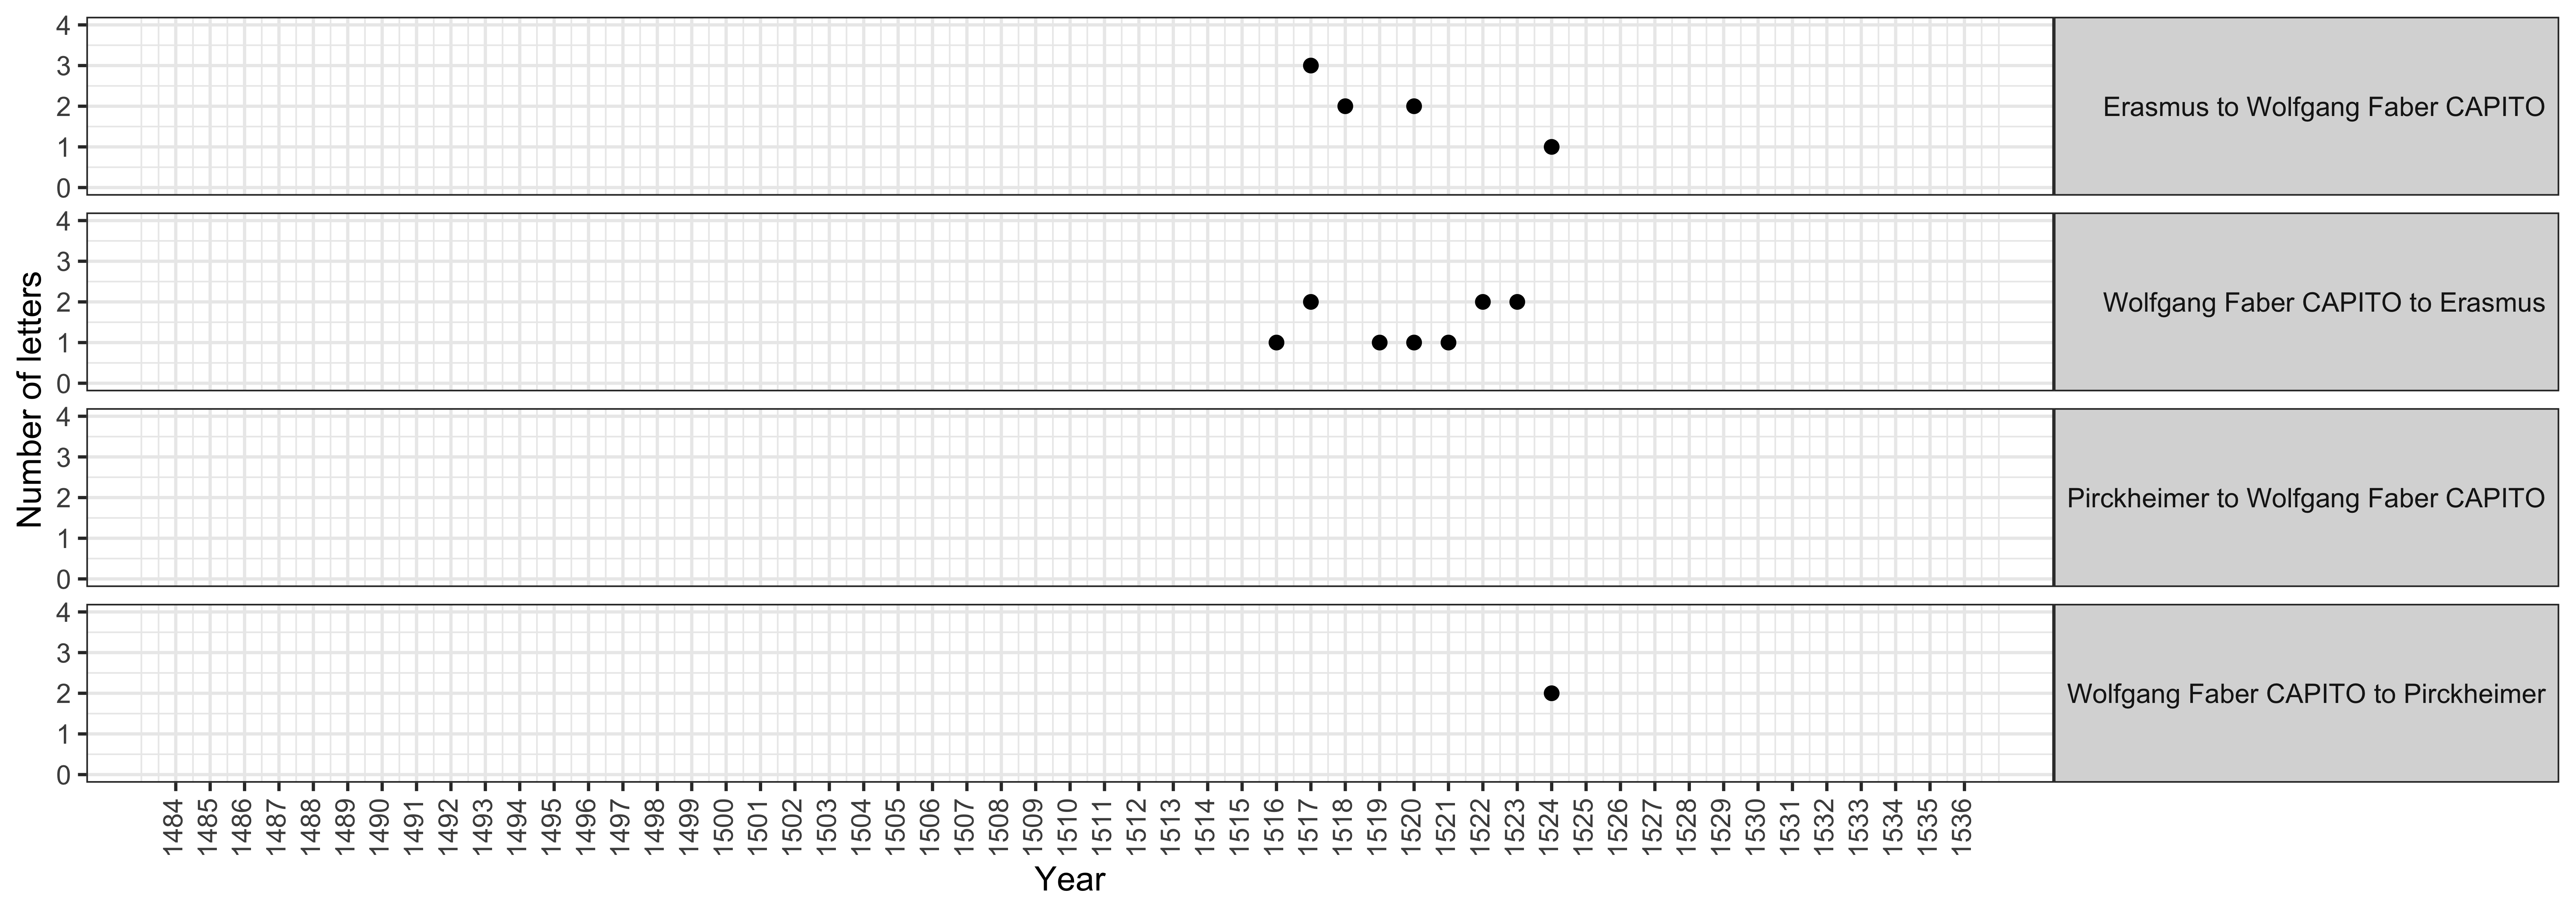 Number of letters
4
3
2
1
0
Erasmus to Wolfgang Faber CAPITO
4
3
2
1
0
Wolfgang Faber CAPITO to Erasmus
4
3
2
1
0
Pirckheimer to Wolfgang Faber CAPITO
4
3
2
1
0
Wolfgang Faber CAPITO to Pirckheimer
1484 1485 1486 1487 1488 1489 1490 1491 1492 1493 1494 1495 1496 1497 1498 1499 1500 1501 1502 1503 1504 1505 1506 1507 1508 1509 1510 1511 1512 1513 1514 1515 1516 1517 1518 1519 1520 1521 1522 1523 1524 1525 1526 1527 1528 1529 1530 1531 1532 1533 1534 1535 1536
Year